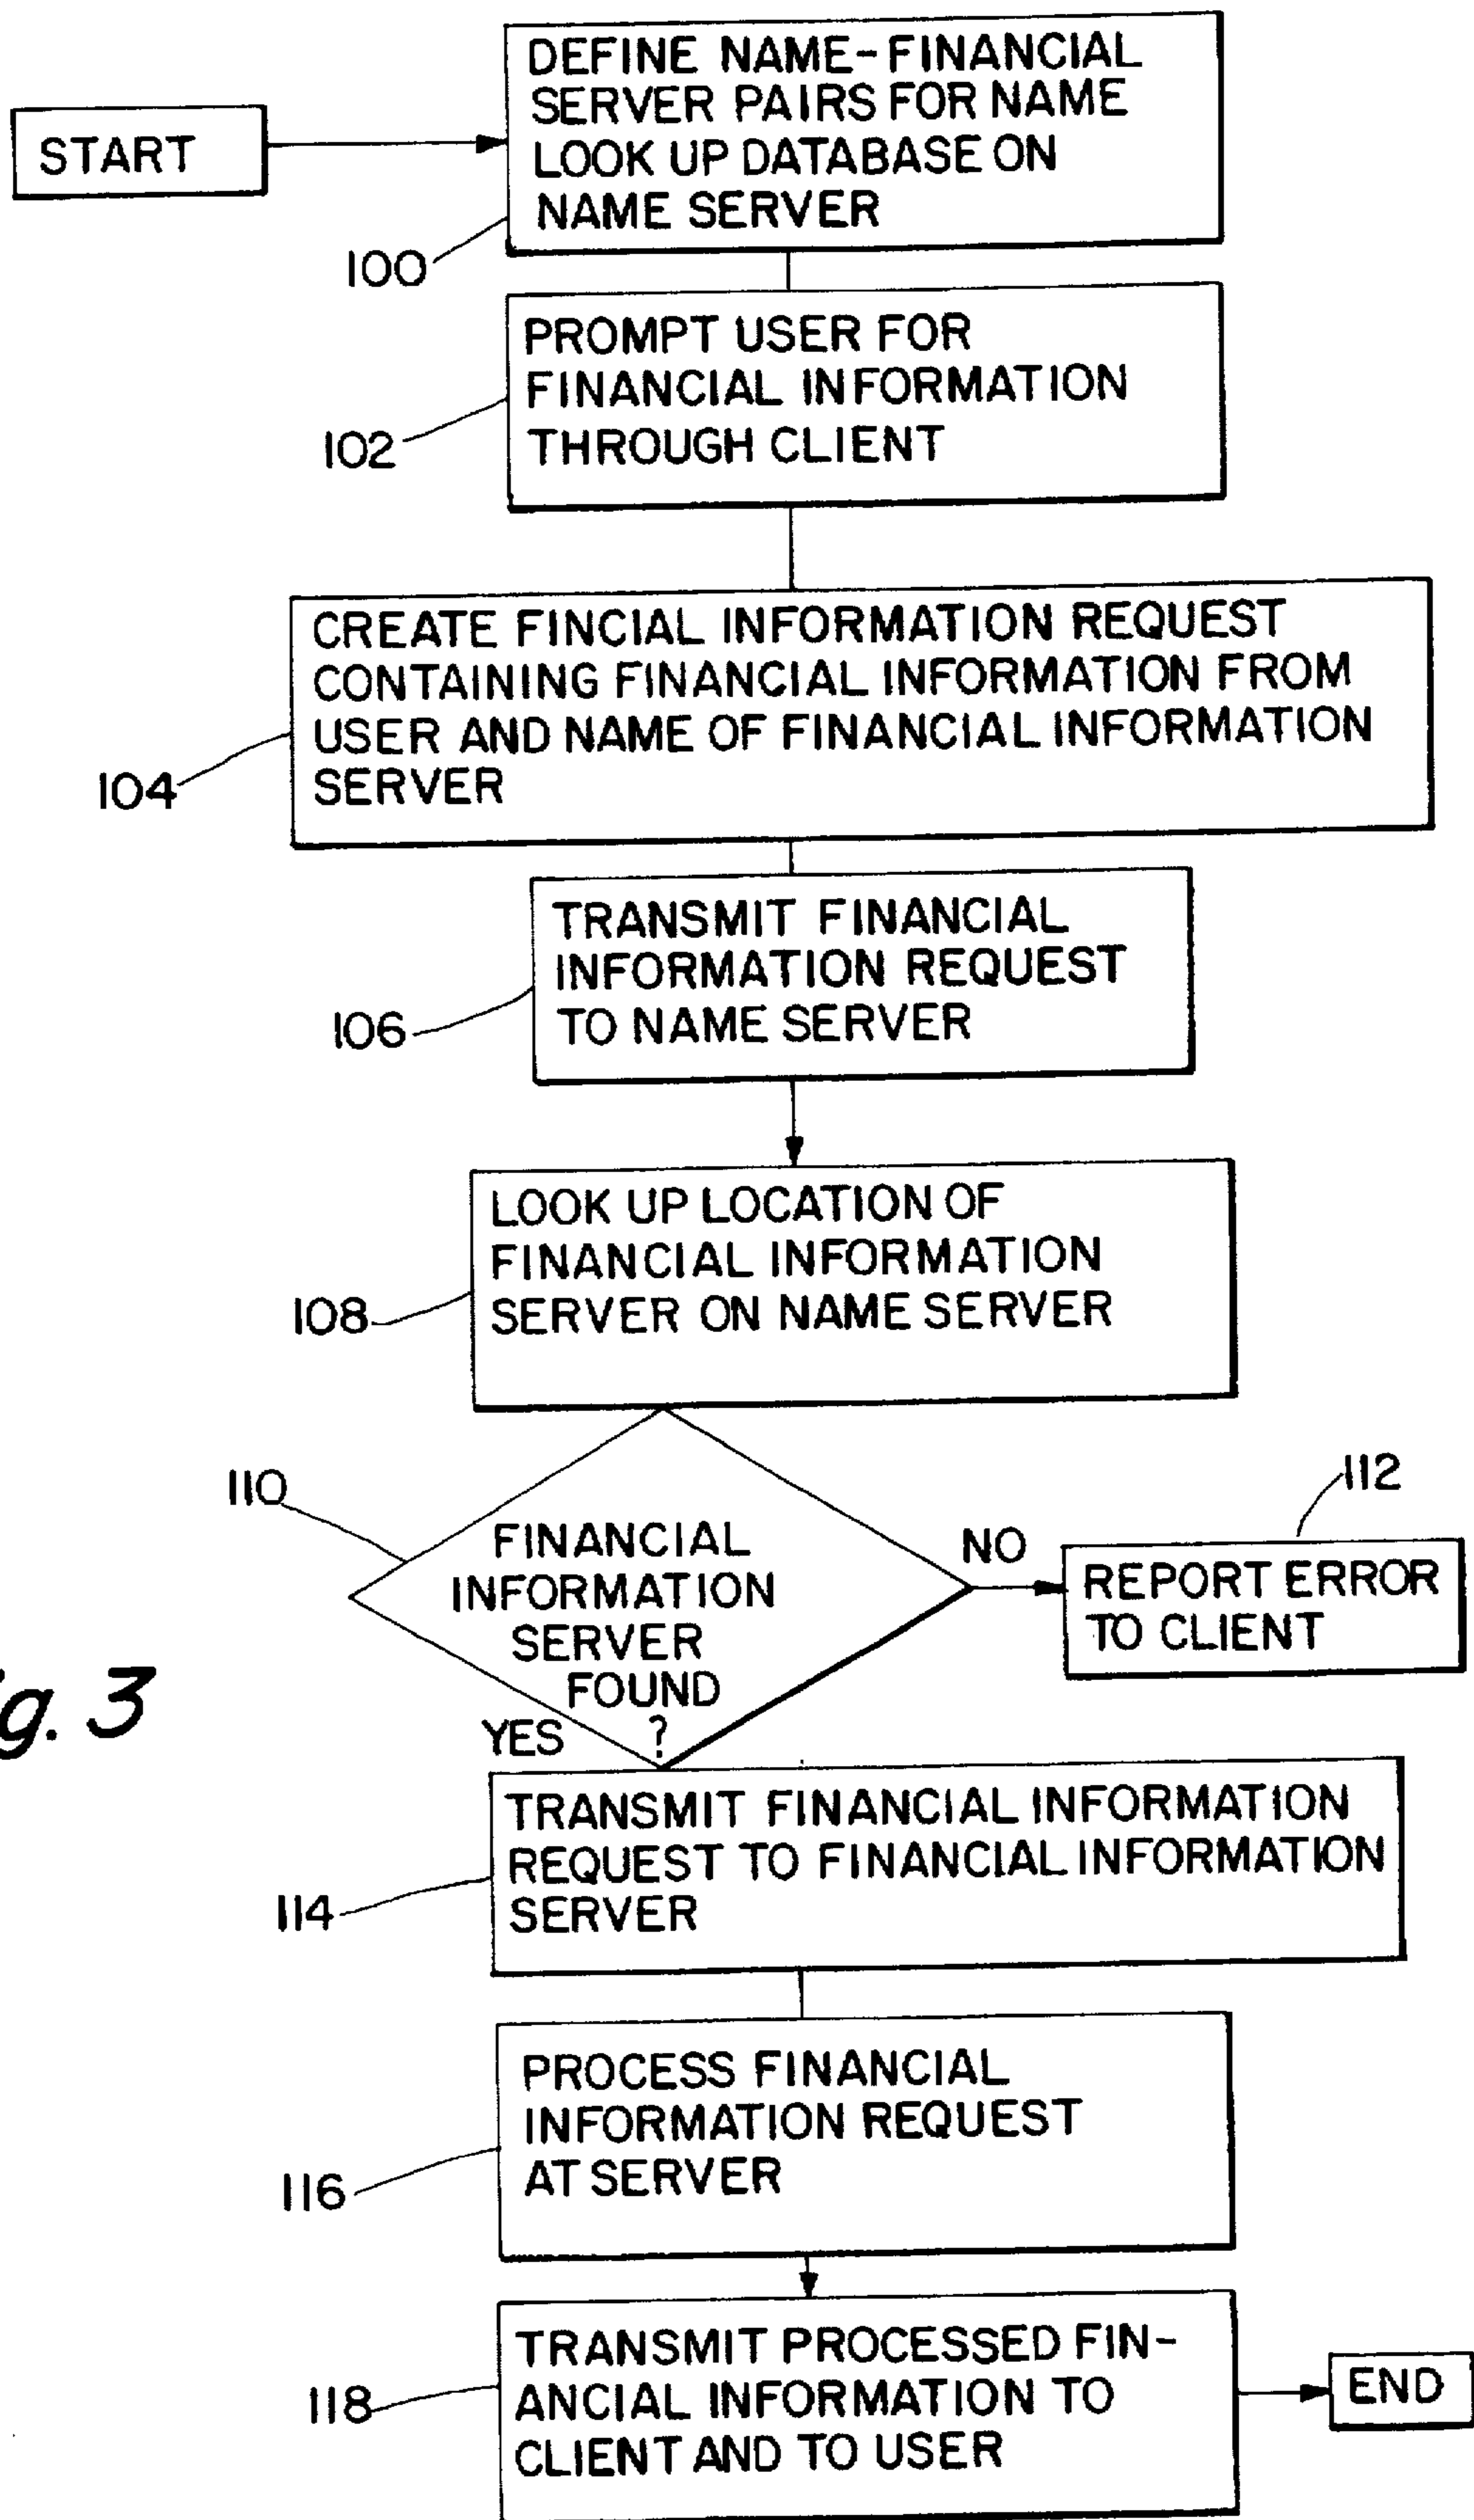 START
DEFINE NAME-FINANCIAL
SERVER PAIRS FOR NAME
LOOK UP DATABASE ON
NAME SERVER
100
PROMPT USER FOR
FINANCIAL INFORMATION
THROUGH CLIENT
102
CREATE FINCIAL INFORMATION REQUEST
CONTAINING FINANCIAL INFORMATION FROM
USER AND NAME OF FINANCIAL INFORMATION
SERVER
104
TRANSMIT FINANCIAL
INFORMATION REQUEST
TO NAME SERVER
106
LOOK UP LOCATION OF
FINANCIAL INFORMATION
SERVER ON NAME SERVER
108
110
FINANCIAL
INFORMATION
SERVER
FOUND
?
NO
112
REPORT ERROR
TO CLIENT
YES
g. 3
TRANSMIT FINANCIAL INFORMATION
REQUEST TO FINANCIAL INFORMATION
SERVER
114
PROCESS FINANCIAL
INFORMATION REQUEST
AT SERVER
116
TRANSMIT PROCESSED FIN-
ANCIAL INFORMATION TO
CLIENT AND TO USER
118
END